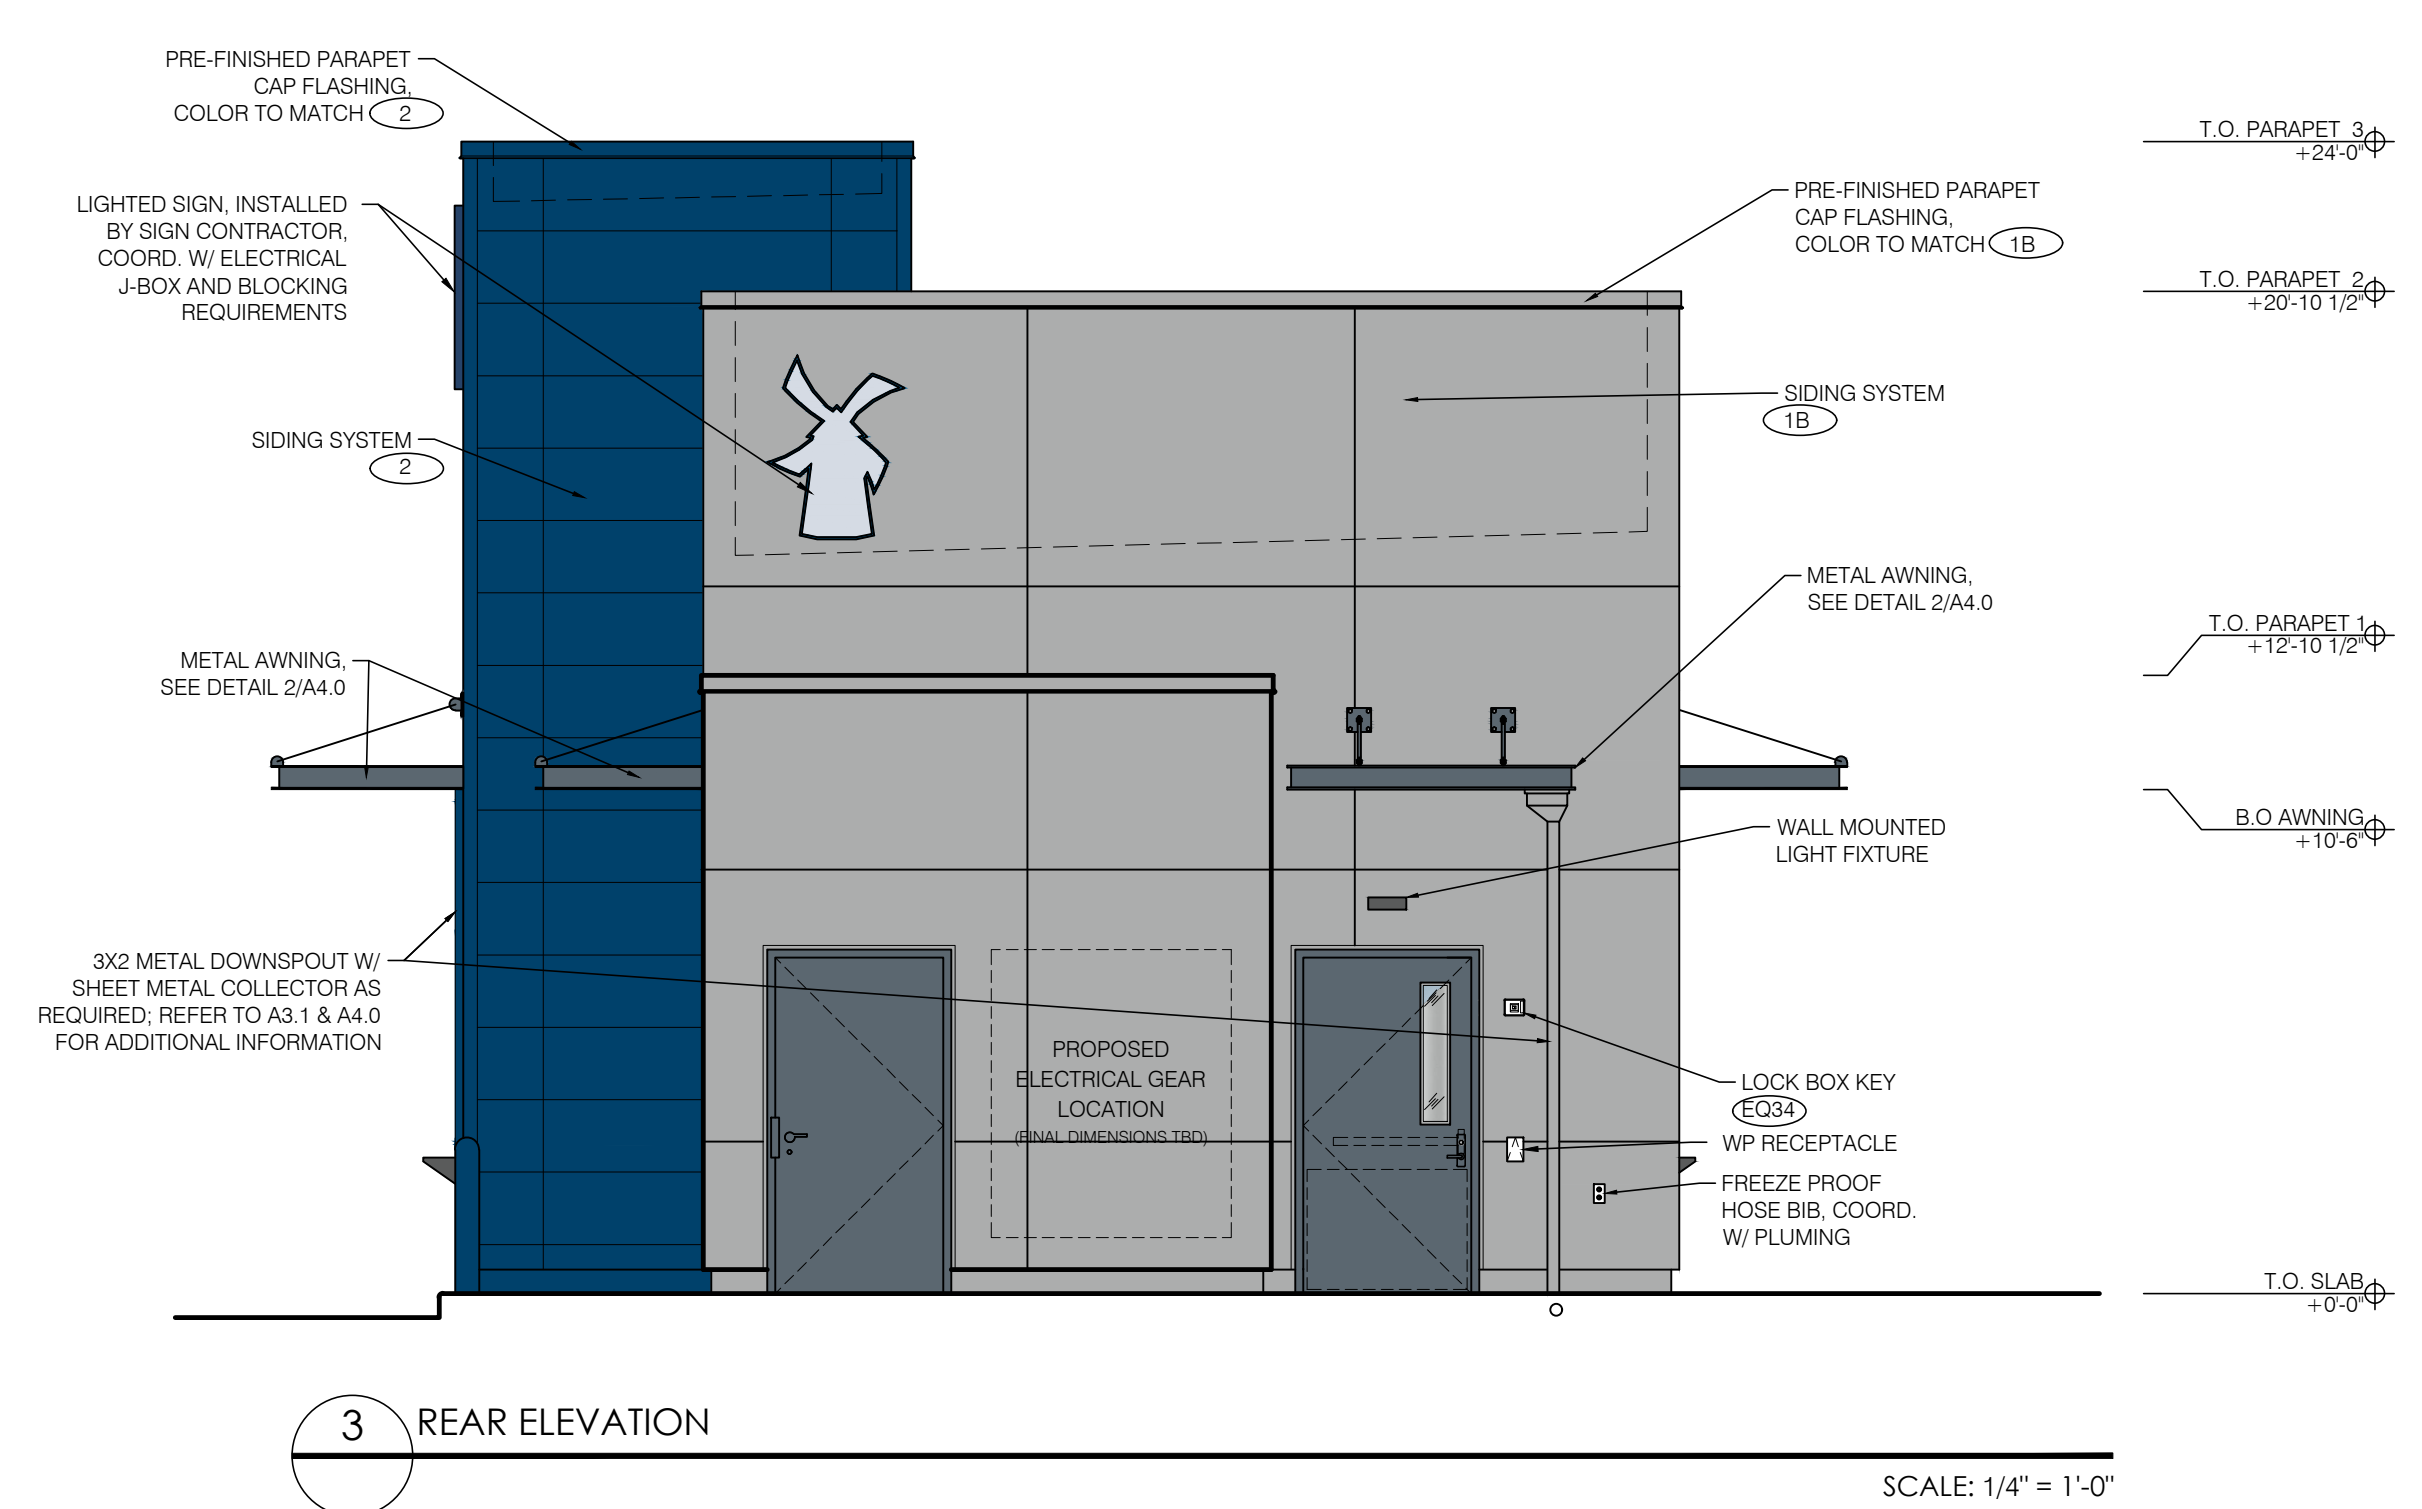 PRE-FINISHED PARAPET
CAP FLASHING,
COLOR TO MATCH 2
LIGHTED SIGN, INSTALLED
BY SIGN CONTRACTOR,
COORD. W/ ELECTRICAL
J-BOX AND BLOCKING
REQUIREMENTS
SIDING SYSTEM
2
METAL AWNING,
SEE DETAIL 2/A4.0
3X2 METAL DOWNSPOUT W/
SHEET METAL COLLECTOR AS
REQUIRED; REFER TO A3.1 & A4.0
FOR ADDITIONAL INFORMATION
PROPOSED
ELECTRICAL GEAR
LOCATION
(FINAL DIMENSIONS TBD)
PRE-FINISHED PARAPET
CAP FLASHING,
COLOR TO MATCH 1B
SIDING SYSTEM
1B
METAL AWNING,
SEE DETAIL 2/A4.0
WALL MOUNTED
LIGHT FIXTURE
LOCK BOX KEY
EQ34
WP RECEPTACLE
FREEZE PROOF
HOSE BIB, COORD.
W/ PLUMING
T.O. PARAPET 3
+24'-0"
T.O. PARAPET 2
+20'-10 1/2"
T.O. PARAPET 1
+12'-10 1/2"
B.O AWNING
+10'-6"
T.O. SLAB
+0'-0"
3 REAR ELEVATION
SCALE: 1/4" = 1'-0"